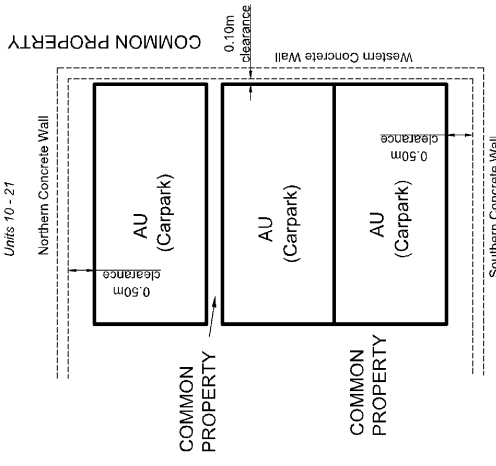 COMMON PROPERTY
0.10m
clearance
Western Concrete Wall
Units 10 - 21
Northern Concrete Wall
AU
(Carpark)
0.50m
clearance
AU
(Carpark)
AU
(Carpark)
0.50m
clearance
Southern Concrete Wall
COMMON
PROPERTY
COMMON
PROPERTY